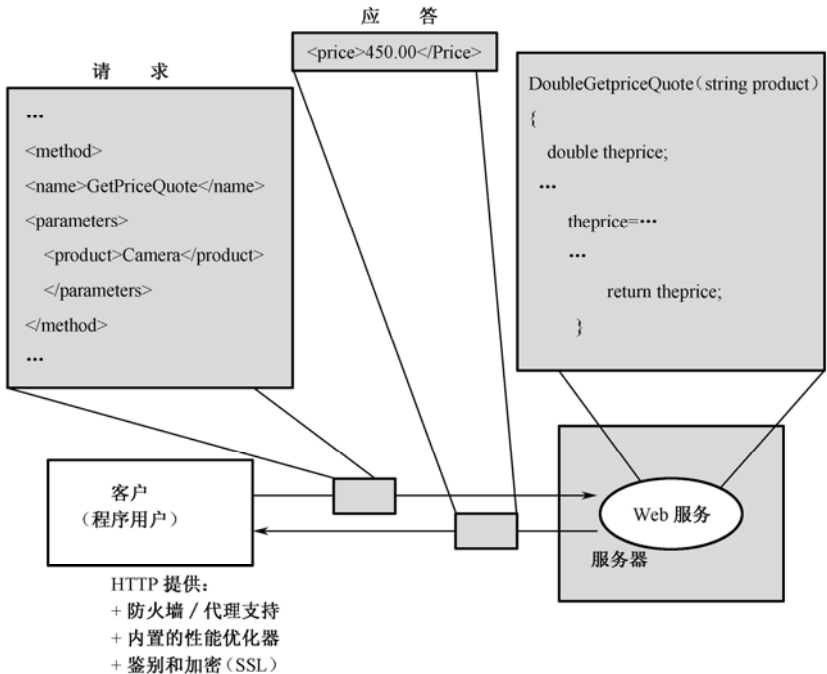 应 答
<price>450.00</Price>
请 求
…
<method>
<name>GetPriceQuote</name>
<parameters>
<product>Camera</product>
</parameters>
</method>
…
DoubleGetpriceQuote(string product)
{
double theprice;
…
theprice=…
…
return theprice;
}
客户
(程序用户)
Web 服务
服务器
HTTP 提供:
+ 防火墙 / 代理支持
+ 内置的性能优化器
+ 鉴别和加密(SSL)